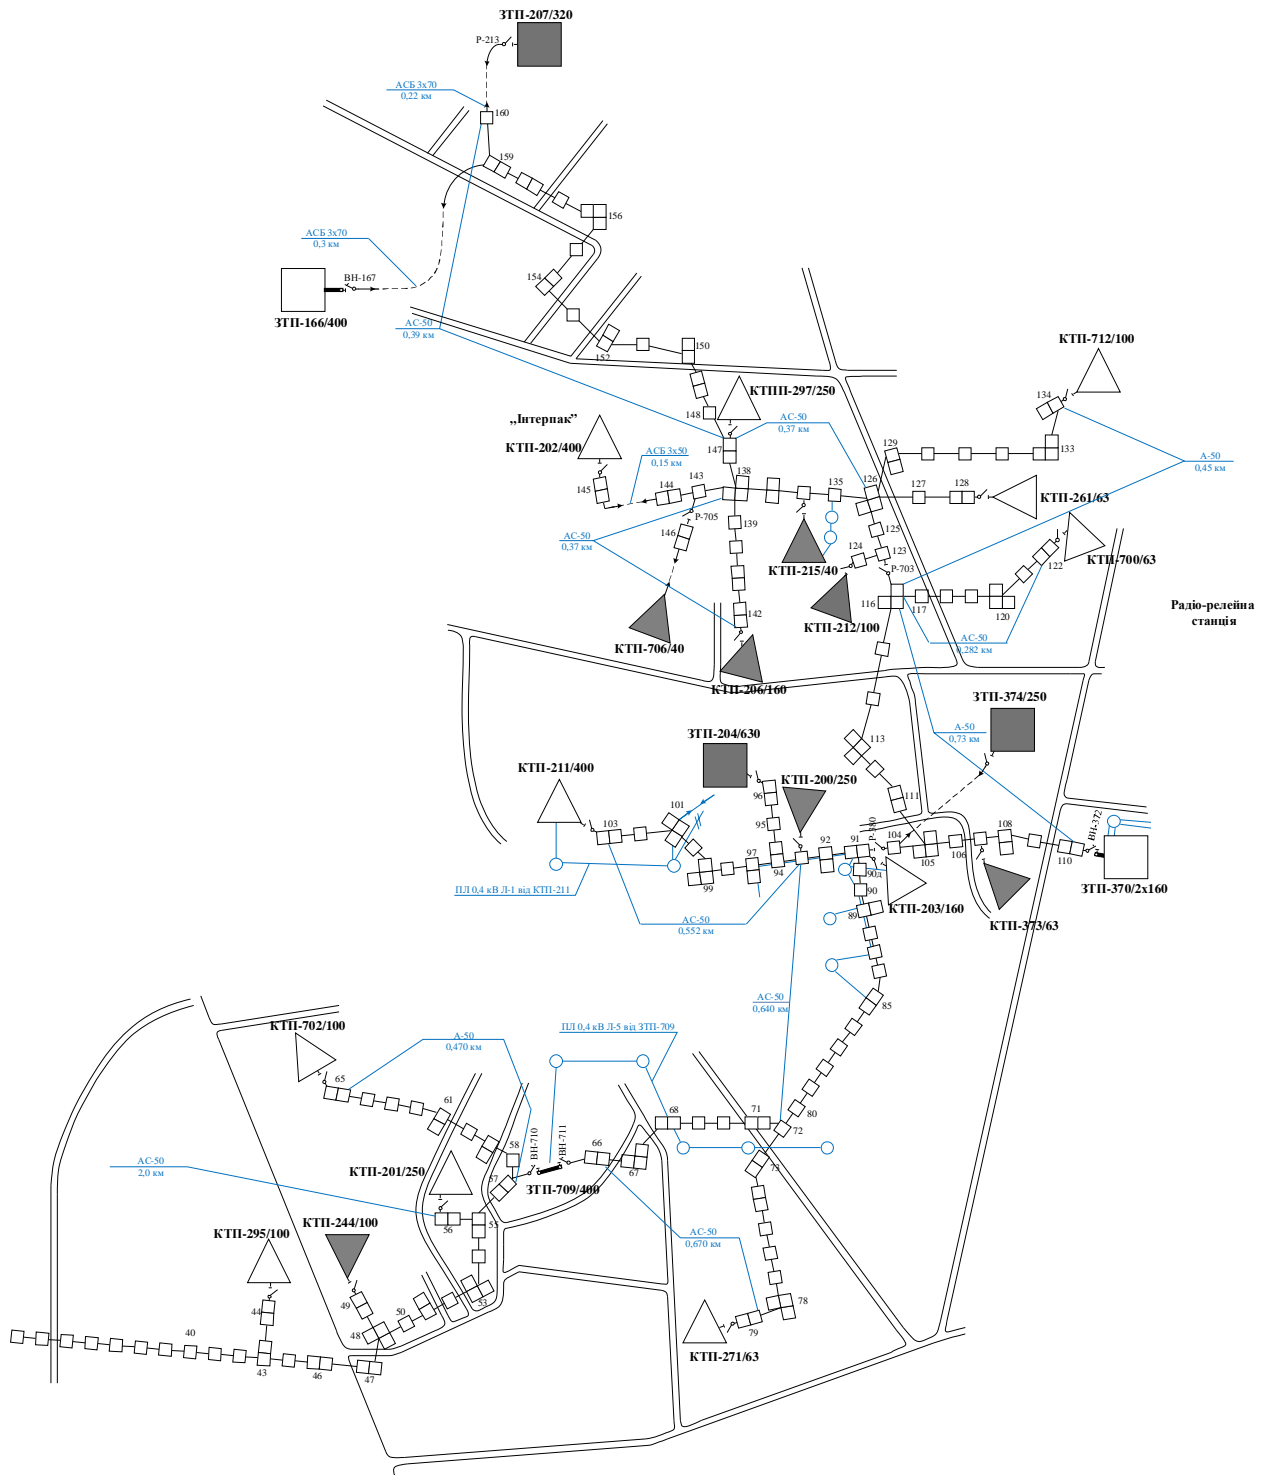 ЗТП-207/320
Р-213
АСБ 3х70
0,22 км
160
159
156
АСБ 3х70
0,3 км
ВН-167
154
ЗТП-166/400
АС-50
0,39 км
152
150
КТП-712/100
134
КТПП-297/250
148
„Інтерпак”
АС-50
0,37 км
КТП-202/400
147
129
133
АСБ 3х50
0,15 км
А-50
0,45 км
138
143
144
145
135
126
127
128
КТП-261/63
Р-705
139
125
146
АС-50
0,37 км
124
123
КТП-700/63
122
КТП-215/40
Р-703
116
117
120
Радіо-релейна
станція
142
КТП-212/100
КТП-706/40
АС-50
0,282 км
КТП-206/160
ЗТП-374/250
ЗТП-204/630
А-50
0,73 км
113
КТП-211/400
КТП-200/250
96
111
101
103
95
92
91
Р-380
104
108
ВН-372
97
94
105
106
110
90д
99
90
ПЛ 0,4 кВ Л-1 від КТП-211
ЗТП-370/2х160
КТП-203/160
89
АС-50
0,552 км
КТП-373/63
АС-50
0,640 км
85
КТП-702/100
А-50
0,470 км
ПЛ 0,4 кВ Л-5 від ЗТП-709
65
61
68
71
80
72
58
ВН-710
ВН-711
66
67
73
АС-50
2,0 км
КТП-201/250
57
ЗТП-709/400
КТП-244/100
56
55
КТП-295/100
АС-50
0,670 км
44
49
50
53
78
48
79
40
43
46
47
КТП-271/63